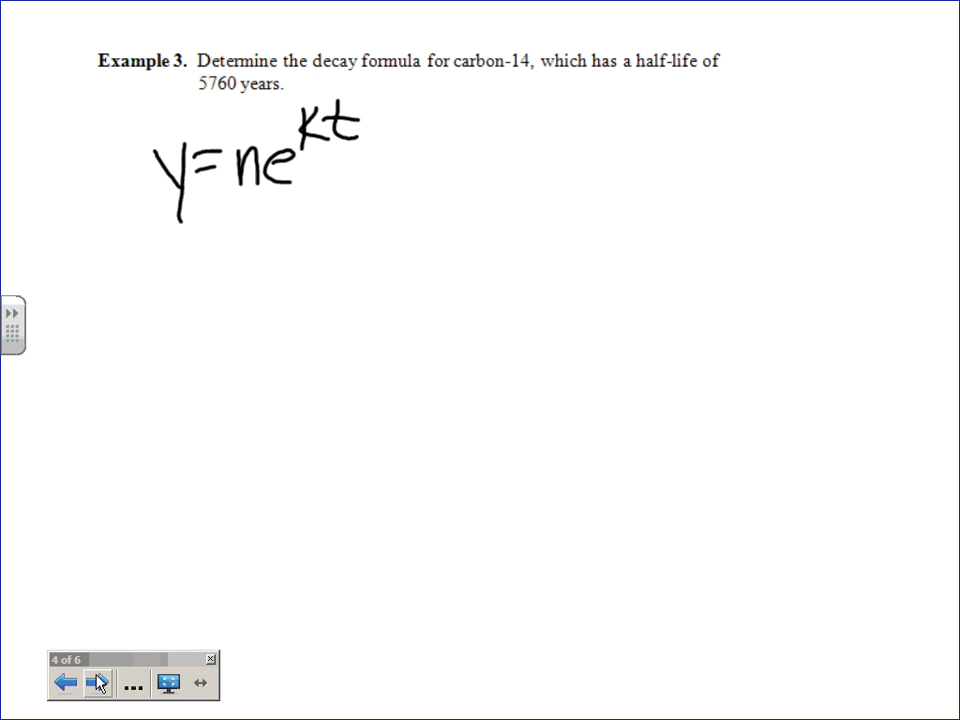 Example 3. Determine the decay formula for carbon-14, which has a half-life of
5760 years.
y=ne^{kt}
4 of 6
...